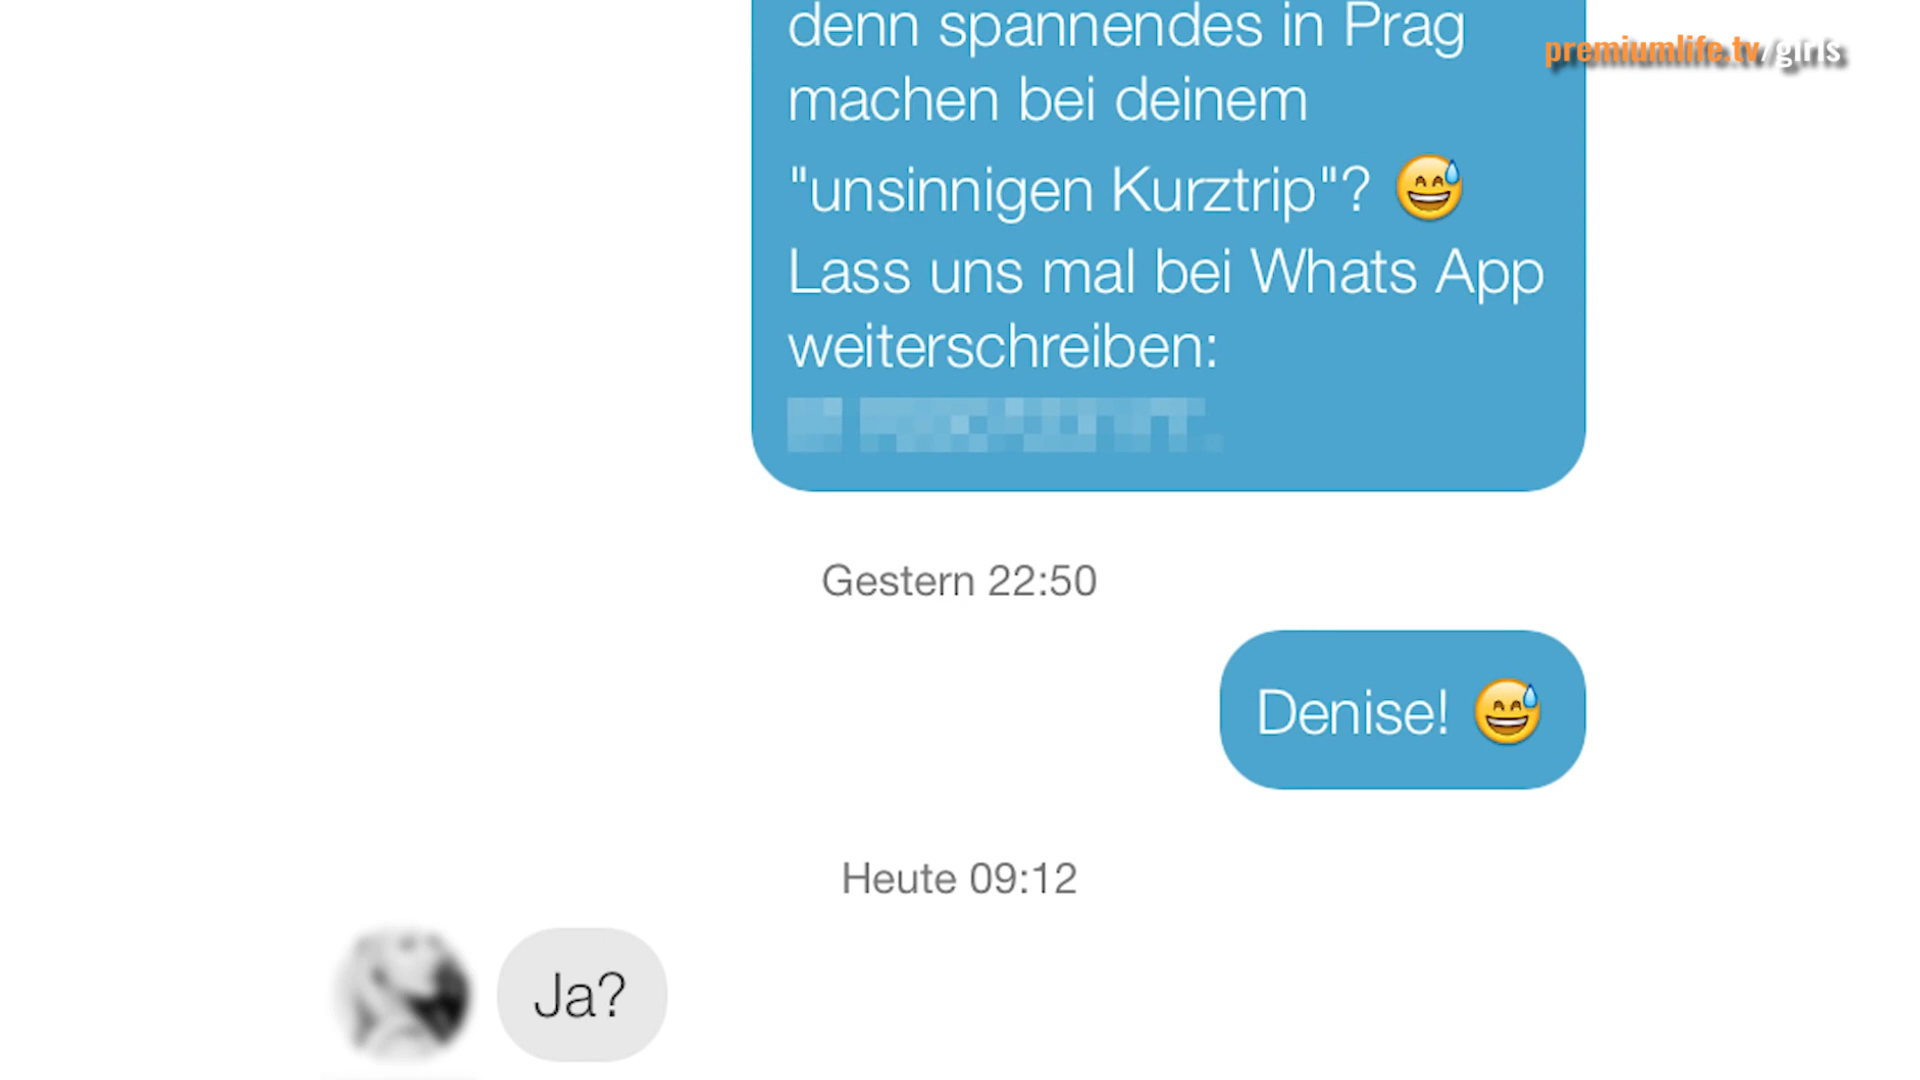 denn spannendes in Prag
premiumlife.tv/girls
machen bei deinem
"unsinnigen Kurztrip"? 😅
Lass uns mal bei Whats App
weiterschreiben:
Gestern 22:50
Denise! 😅
Heute 09:12
Ja?